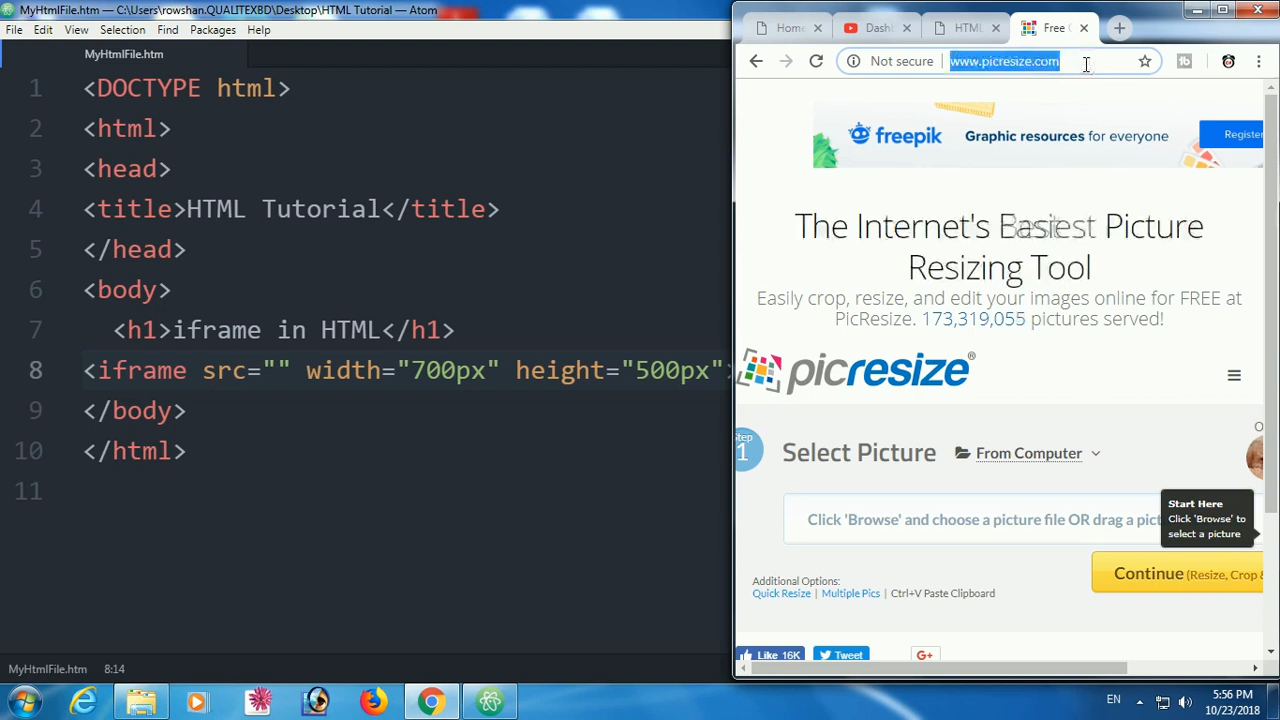 MyHtmlFile.htm — C:\Users\rowshan.QUALITEXBD\Desktop\HTML Tutorial — Atom
File Edit View Selection Find Packages Help
MyHtmlFile.htm
1 <DOCTYPE html>
2 <html>
3 <head>
4 <title>HTML Tutorial</title>
5 </head>
6 <body>
7 <h1>iframe in HTML</h1>
8 <iframe src="" width="700px" height="500px">
9 </body>
10 </html>
11
MyHtmlFile.htm 8:14
Home Dashb HTML Free
Not secure www.picresize.com
freepik Graphic resources for everyone Register
The Internet's Easiest Picture
Resizing Tool
Easily crop, resize, and edit your images online for FREE at
PicResize. 173,319,055 pictures served!
picresize
Step
1
Select Picture From Computer
Click 'Browse' and choose a picture file OR drag a pict
Start Here
Click 'Browse' to
select a picture
Continue (Resize, Crop &
Additional Options:
Quick Resize | Multiple Pics | Ctrl+V Paste Clipboard
Like 16K Tweet G+
EN
5:56 PM
10/23/2018